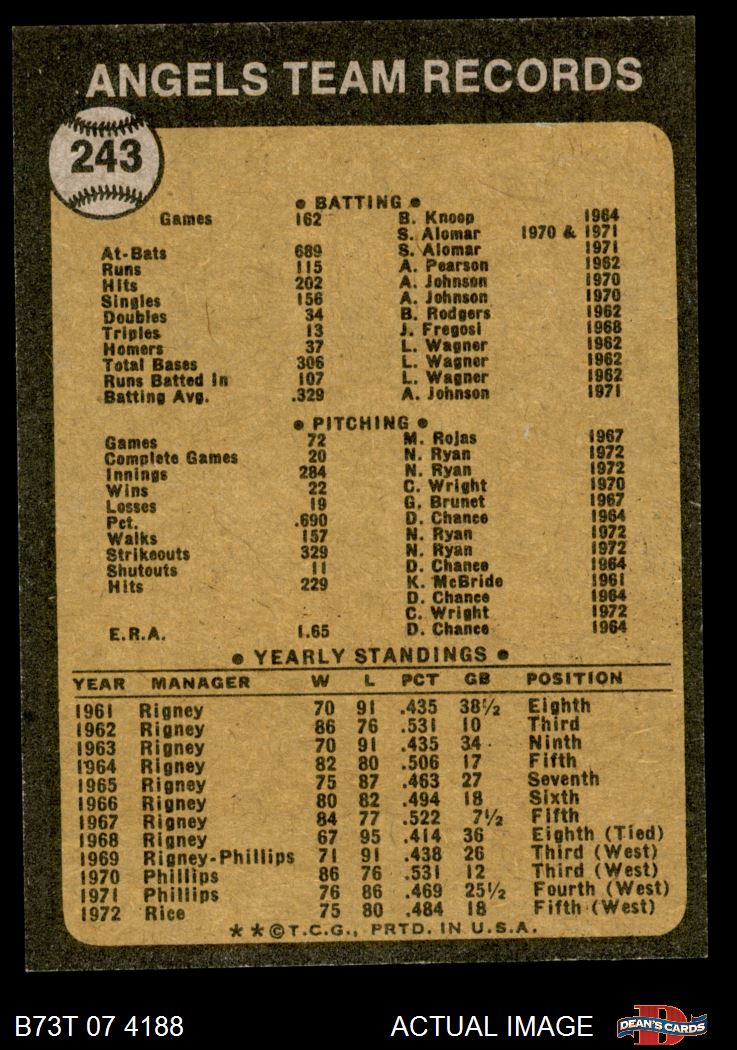 ANGELS TEAM RECORDS
243
● BATTING ●
Games 162 B. Knoop 1964
S. Alomar 1970 & 1971
At-Bats 689 S. Alomar 1971
Runs 115 A. Pearson 1962
Hits 202 A. Johnson 1970
Singles 156 A. Johnson 1970
Doubles 34 B. Rodgers 1962
Triples 13 J. Fregosi 1968
Homers 37 L. Wagner 1962
Total Bases 306 L. Wagner 1962
Runs Batted In 107 L. Wagner 1962
Batting Avg. .329 A. Johnson 1971
● PITCHING ●
Games 72 M. Rojas 1967
Complete Games 20 N. Ryan 1972
Innings 284 N. Ryan 1972
Wins 22 C. Wright 1970
Losses 19 G. Brunet 1967
Pct. .690 D. Chance 1964
Walks 157 N. Ryan 1972
Strikeouts 329 N. Ryan 1972
Shutouts 11 D. Chance 1964
Hits 229 K. McBride 1961
D. Chance 1964
C. Wright 1972
E.R.A. 1.65 D. Chance 1964
● YEARLY STANDINGS ●
YEAR MANAGER W L PCT GB POSITION
1961 Rigney 70 91 .435 38½ Eighth
1962 Rigney 86 76 .531 10 Third
1963 Rigney 70 91 .435 34 Ninth
1964 Rigney 82 80 .506 17 Fifth
1965 Rigney 75 87 .463 27 Seventh
1966 Rigney 80 82 .494 18 Sixth
1967 Rigney 84 77 .522 7½ Fifth
1968 Rigney 67 95 .414 36 Eighth (Tied)
1969 Rigney-Phillips 71 91 .438 26 Third (West)
1970 Phillips 86 76 .531 12 Third (West)
1971 Phillips 76 86 .469 25½ Fourth (West)
1972 Rice 75 80 .484 18 Fifth (West)
★ ★ © T.C.G., PRTD. IN U.S.A.
B73T 07 4188 ACTUAL IMAGE DEAN'S CARDS